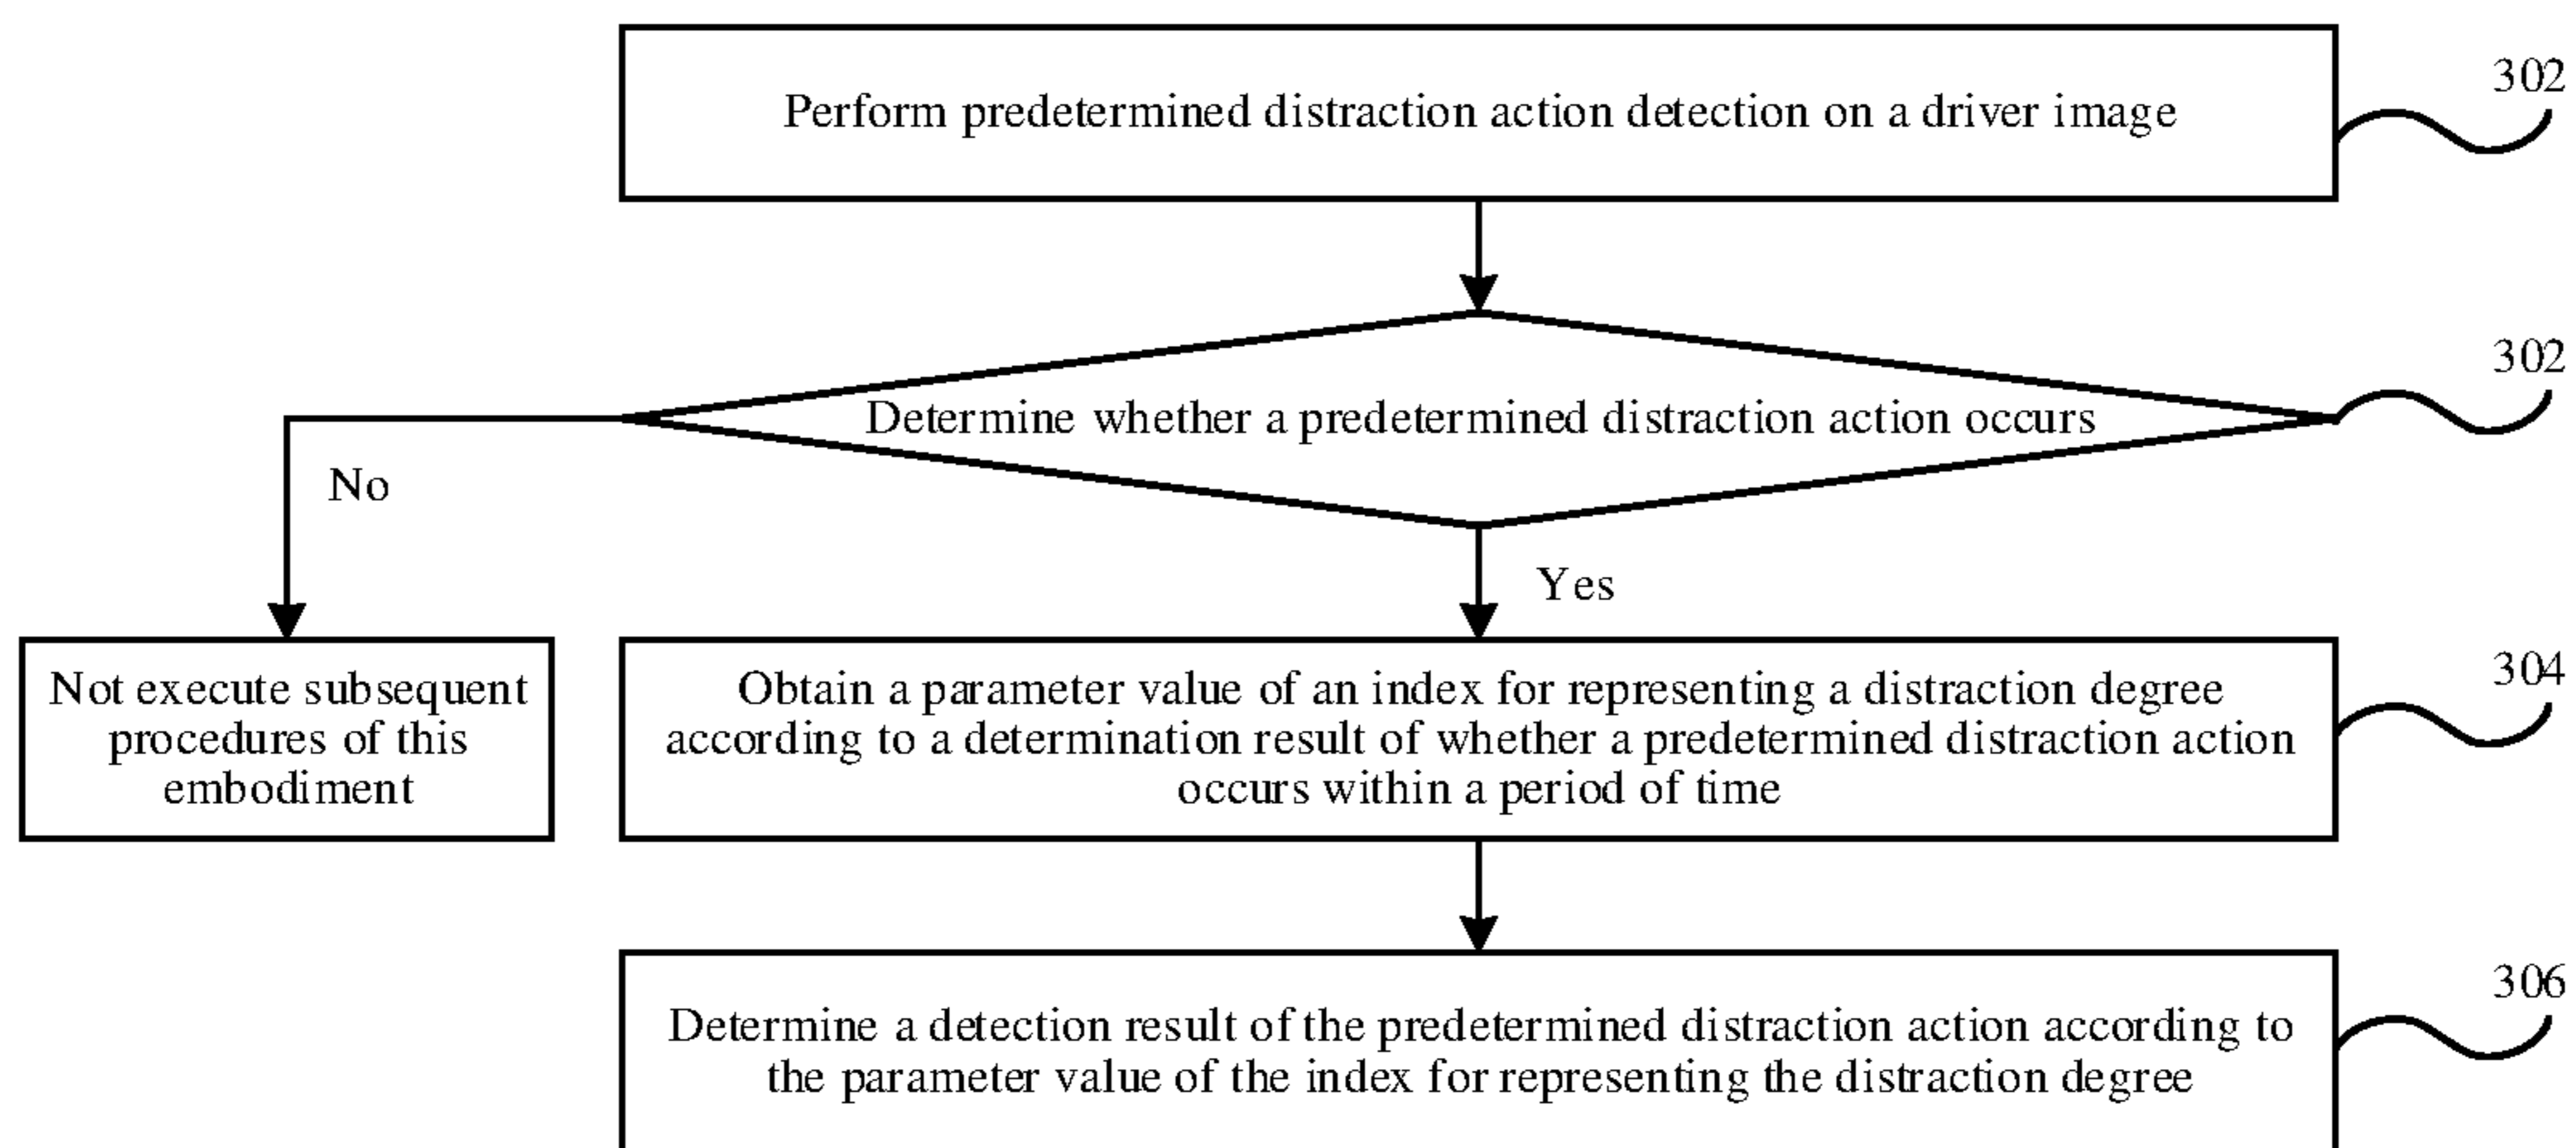 Perform predetermined distraction action detection on a driver image
302
Determine whether a predetermined distraction action occurs
302
No
Yes
Not execute subsequent
procedures of this
embodiment
Obtain a parameter value of an index for representing a distraction degree
according to a determination result of whether a predetermined distraction action
occurs within a period of time
304
Determine a detection result of the predetermined distraction action according to
the parameter value of the index for representing the distraction degree
306